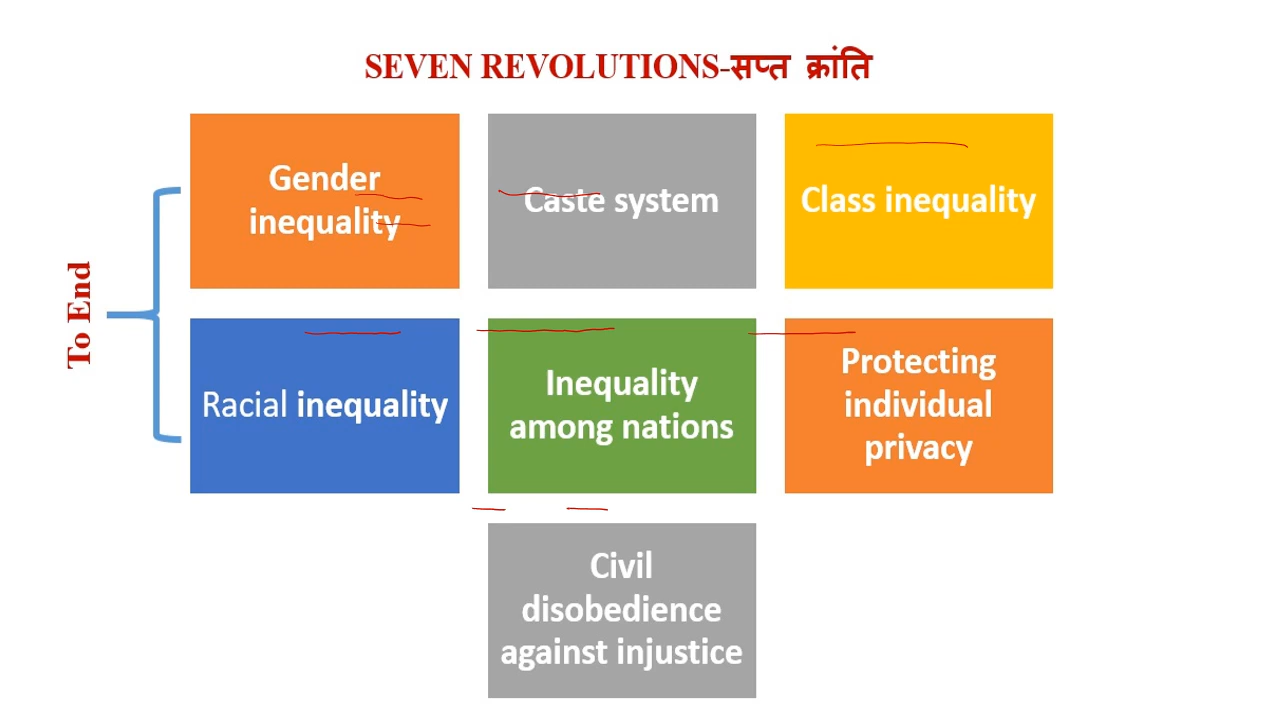 SEVEN REVOLUTIONS-सप्त क्रांति
To End
Gender
inequality
Caste system
Class inequality
Racial inequality
Inequality
among nations
Protecting
individual
privacy
Civil
disobedience
against injustice